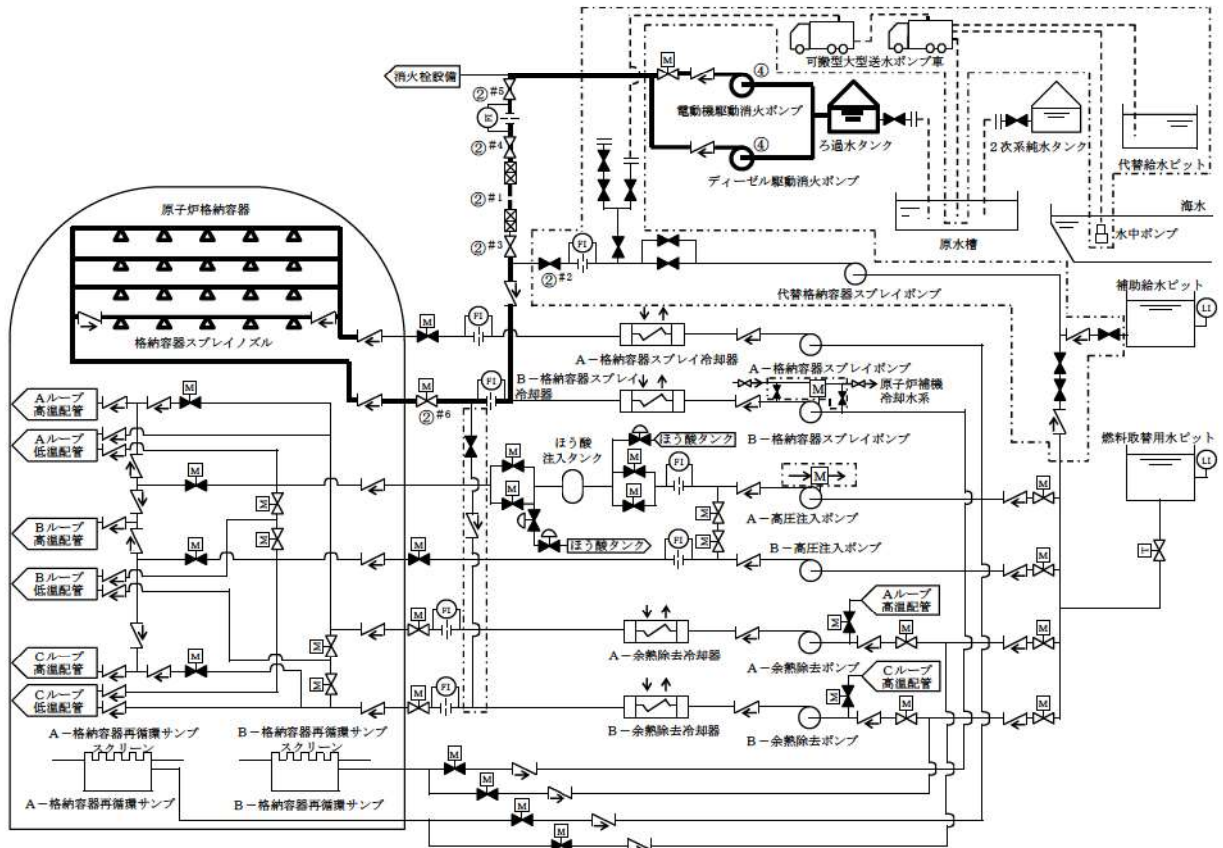 消火栓設備
可搬型大型送水ポンプ車
④
電動機駆動消火ポンプ
ろ過水タンク
2次系純水タンク
代替給水ピット
④
ディーゼル駆動消火ポンプ
原水槽
海水
水中ポンプ
②#5
②#4
②#1
②#3
②#2
FI
代替格納容器スプレイポンプ
補助給水ピット
LI
原子炉格納容器
格納容器スプレイノズル
M
FI
A-格納容器スプレイ冷却器
A-格納容器スプレイポンプ
B-格納容器スプレイ
冷却器
原子炉補機
冷却水系
M
B-格納容器スプレイポンプ
M
②#6
FI
燃料取替用水ピット
LI
Aループ
高温配管
Aループ
低温配管
Bループ
高温配管
Bループ
低温配管
Cループ
高温配管
Cループ
低温配管
ほう酸
注入タンク
ほう酸タンク
ほう酸タンク
M
FI
A-高圧注入ポンプ
M
FI
B-高圧注入ポンプ
Aループ
高温配管
M
FI
A-余熱除去冷却器
A-余熱除去ポンプ
Cループ
高温配管
M
FI
B-余熱除去冷却器
B-余熱除去ポンプ
A-格納容器再循環サンプ
スクリーン
B-格納容器再循環サンプ
スクリーン
A-格納容器再循環サンプ
B-格納容器再循環サンプ
M
M
M
M